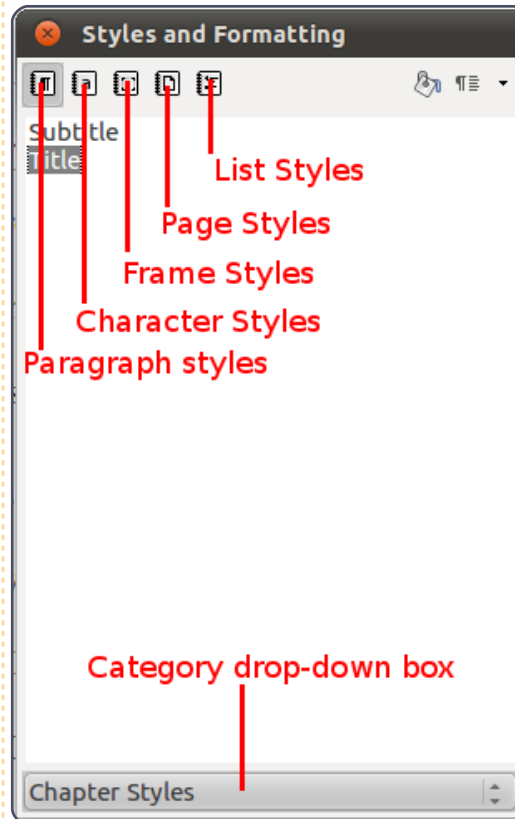 Styles and Formatting
Subtitle
Title
List Styles
Page Styles
Frame Styles
Character Styles
Paragraph styles
Category drop-down box
Chapter Styles